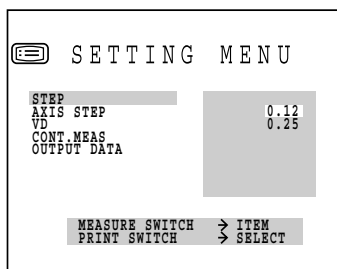 SETTING MENU
STEP
AXIS STEP 0.12
VD 0.25
CONT.MEAS
OUTPUT DATA
MEASURE SWITCH → ITEM
PRINT SWITCH → SELECT